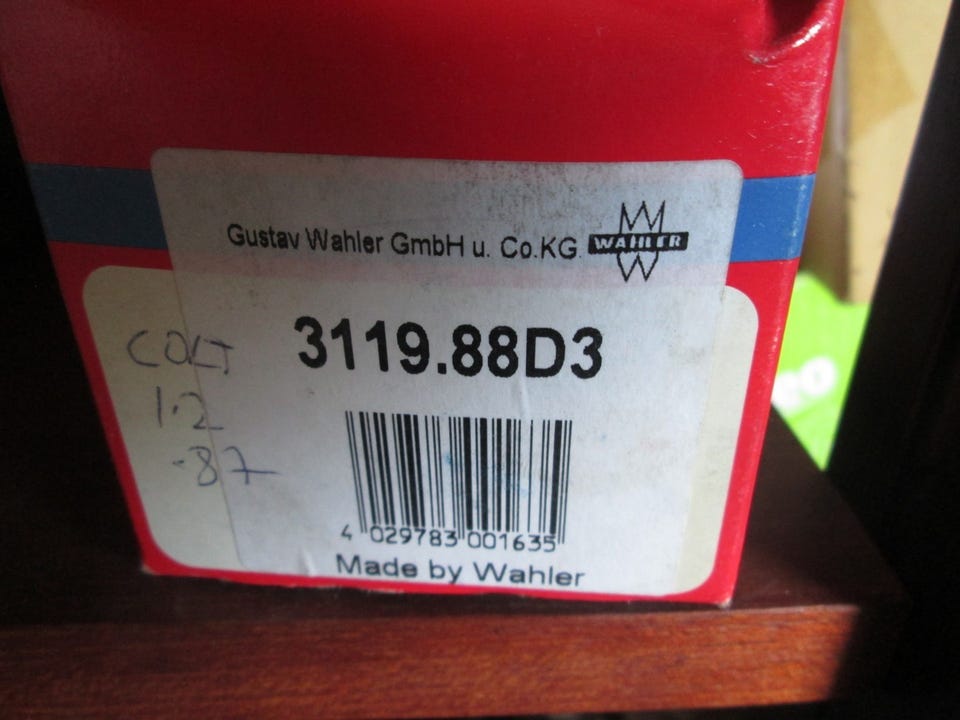 Gustav Wahler GmbH u. Co.KG. WAHLER
3119.88D3
COLT
1.2
-87
4 029783 001635
Made by Wahler